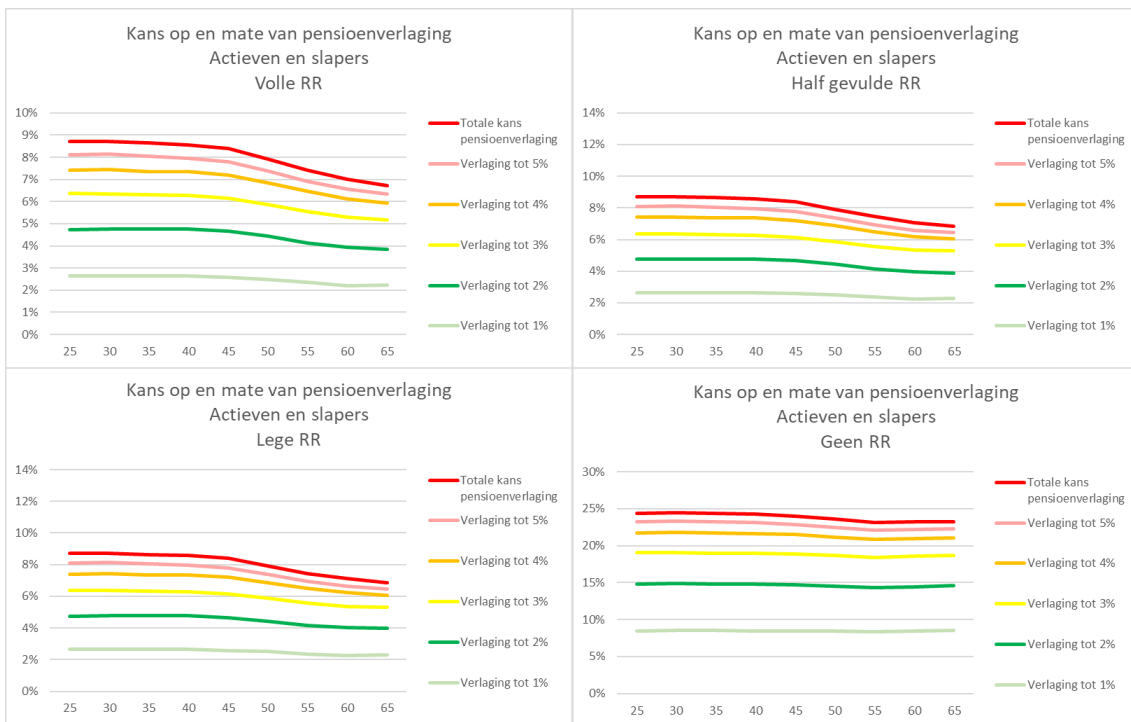 Kans op en mate van pensioenverlaging
Actieven en slapers
Volle RR
10%
9%
8%
7%
6%
5%
4%
3%
2%
1%
0%
25 30 35 40 45 50 55 60 65
Totale kans
pensioenverlaging
Verlaging tot 5%
Verlaging tot 4%
Verlaging tot 3%
Verlaging tot 2%
Verlaging tot 1%
Kans op en mate van pensioenverlaging
Actieven en slapers
Half gevulde RR
14%
12%
10%
8%
6%
4%
2%
0%
25 30 35 40 45 50 55 60 65
Totale kans
pensioenverlaging
Verlaging tot 5%
Verlaging tot 4%
Verlaging tot 3%
Verlaging tot 2%
Verlaging tot 1%
Kans op en mate van pensioenverlaging
Actieven en slapers
Lege RR
14%
12%
10%
8%
6%
4%
2%
0%
25 30 35 40 45 50 55 60 65
Totale kans
pensioenverlaging
Verlaging tot 5%
Verlaging tot 4%
Verlaging tot 3%
Verlaging tot 2%
Verlaging tot 1%
Kans op en mate van pensioenverlaging
Actieven en slapers
Geen RR
30%
25%
20%
15%
10%
5%
0%
25 30 35 40 45 50 55 60 65
Totale kans
pensioenverlaging
Verlaging tot 5%
Verlaging tot 4%
Verlaging tot 3%
Verlaging tot 2%
Verlaging tot 1%